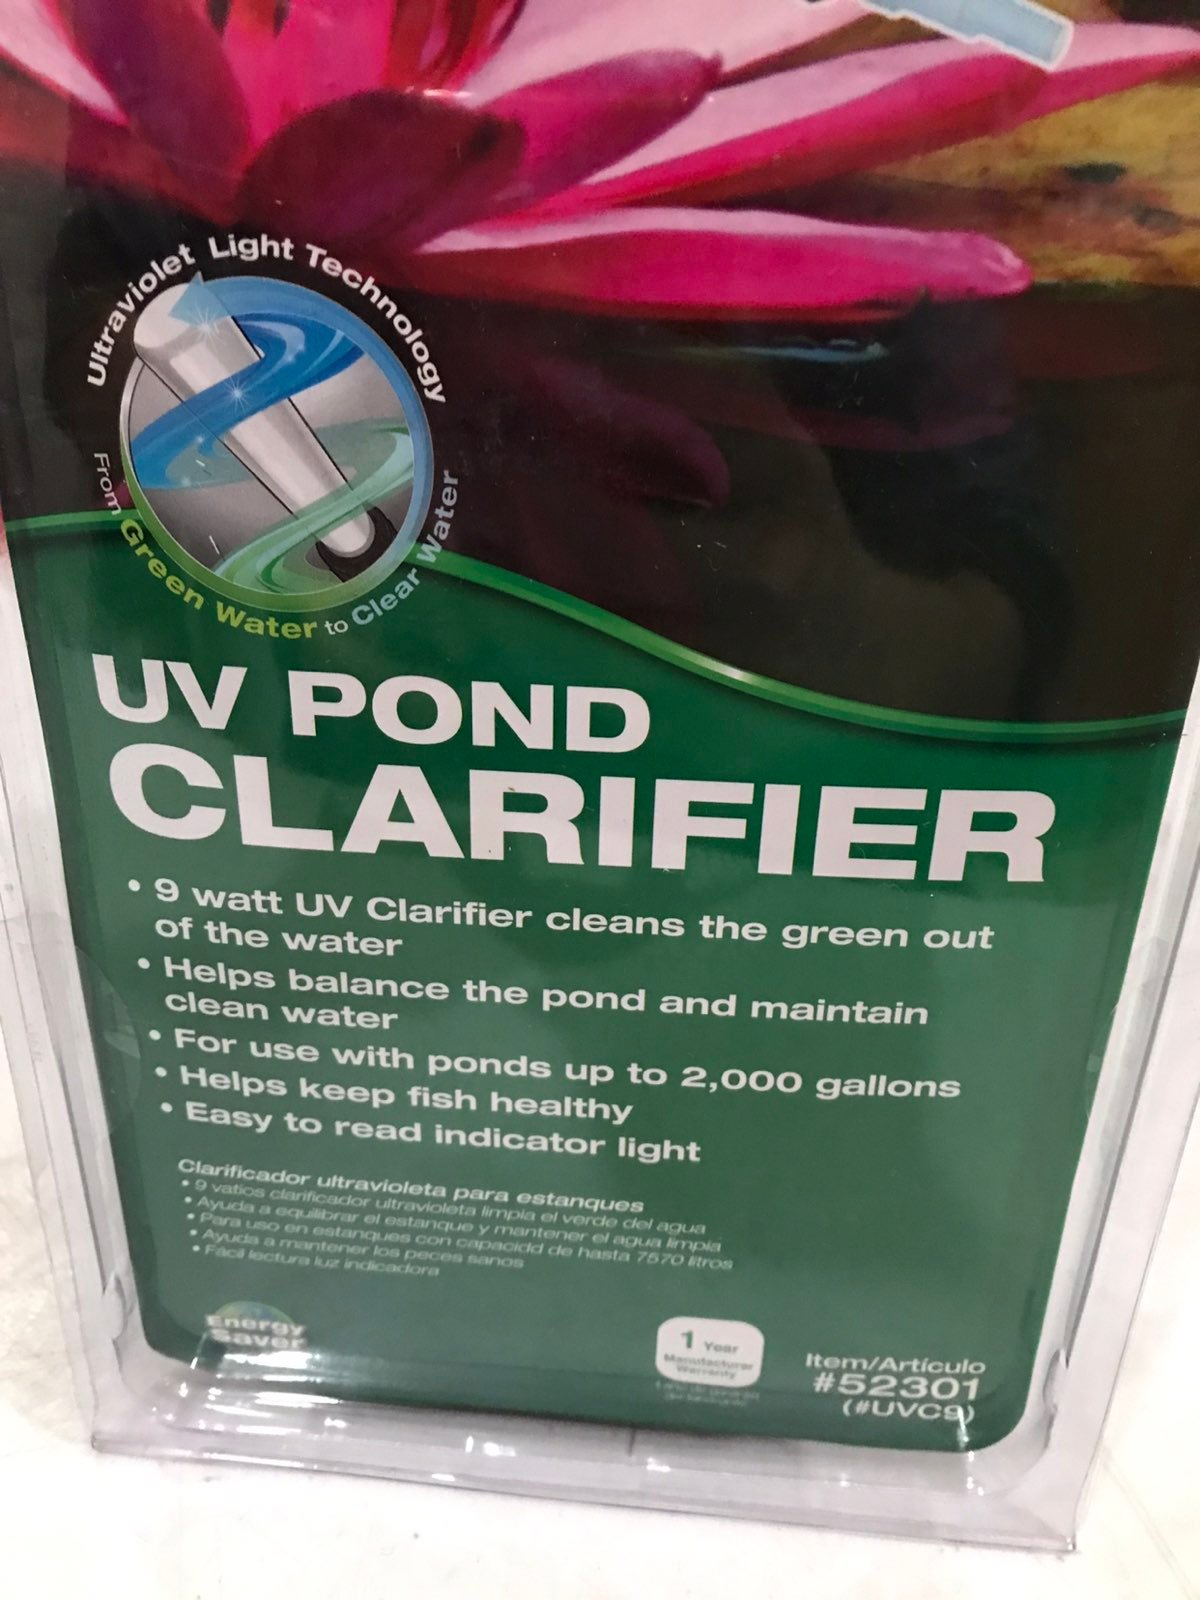 Ultraviolet Light Technology
From Green Water to Clear Water
UV POND
CLARIFIER
• 9 watt UV Clarifier cleans the green out
of the water
• Helps balance the pond and maintain
clean water
• For use with ponds up to 2,000 gallons
• Helps keep fish healthy
• Easy to read indicator light
Clarificador ultravioleta para estanques
• 9 vatios clarificador ultravioleta limpia el verde del agua
• Ayuda a equilibrar el estanque y mantener el agua limpia
• Para uso en estanques con capacidd de hasta 7570 litros
• Ayuda a mantener los peces sanos
• Fácil lectura luz indicadora
Energy
Saver
1 Year
Manufacturer
Warranty
Item/Artículo
#52301
(#UVC9)